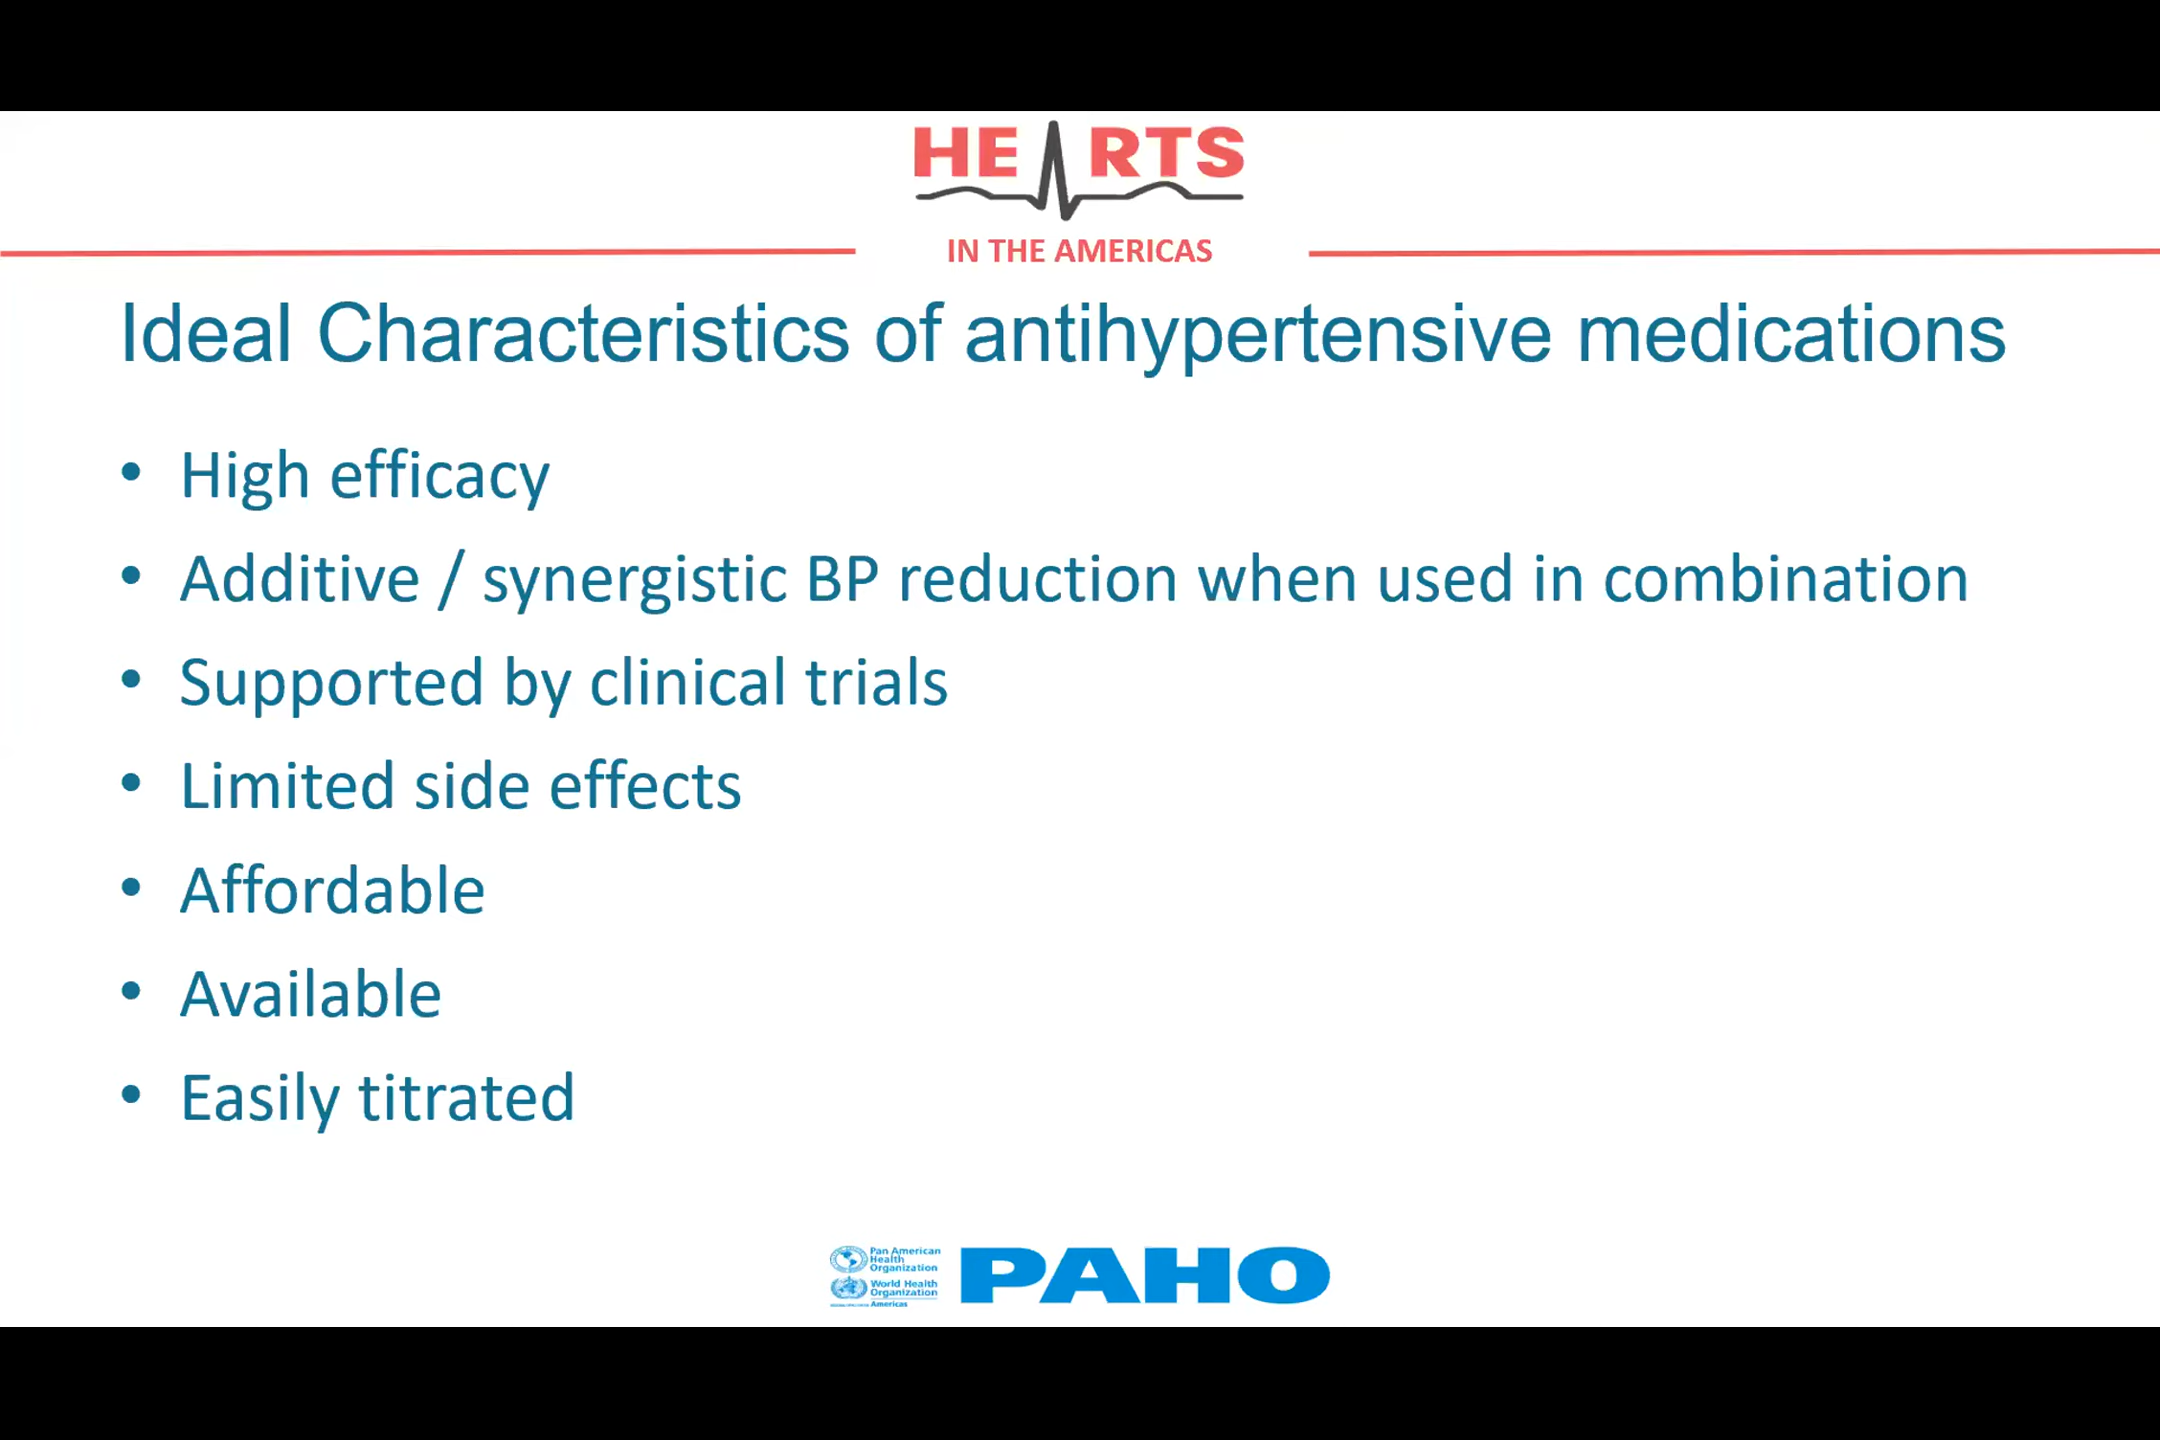 HEARTS
IN THE AMERICAS
Ideal Characteristics of antihypertensive medications
• High efficacy
• Additive / synergistic BP reduction when used in combination
• Supported by clinical trials
• Limited side effects
• Affordable
• Available
• Easily titrated
Pan American
Health
Organization
World Health
Organization
Americas
PAHO